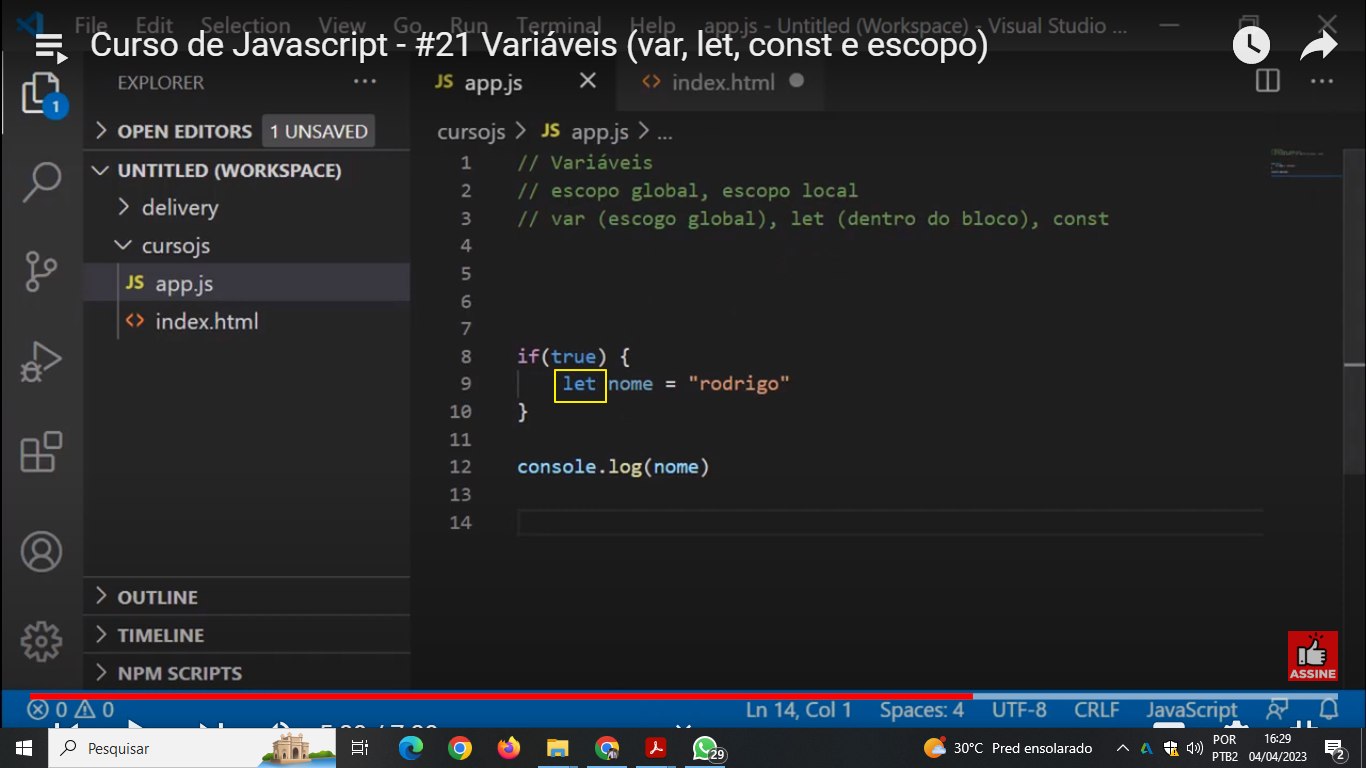 File Edit Selection View Go Run Terminal Help app.js - Untitled (Workspace) - Visual Studio ...
Curso de Javascript - #21 Variáveis (var, let, const e escopo)
EXPLORER
1
OPEN EDITORS 1 UNSAVED
UNTITLED (WORKSPACE)
delivery
cursojs
JS app.js
index.html
OUTLINE
TIMELINE
NPM SCRIPTS
JS app.js
index.html
cursojs > JS app.js > ...
1 // Variáveis
2 // escopo global, escopo local
3 // var (escogo global), let (dentro do bloco), const
4
5
6
7
8 if(true) {
9 let nome = "rodrigo"
10 }
11
12 console.log(nome)
13
14
ASSINE
0 0 Ln 14, Col 1 Spaces: 4 UTF-8 CRLF JavaScript
Pesquisar
29
30°C Pred ensolarado
POR
PTB2
16:29
04/04/2023
2